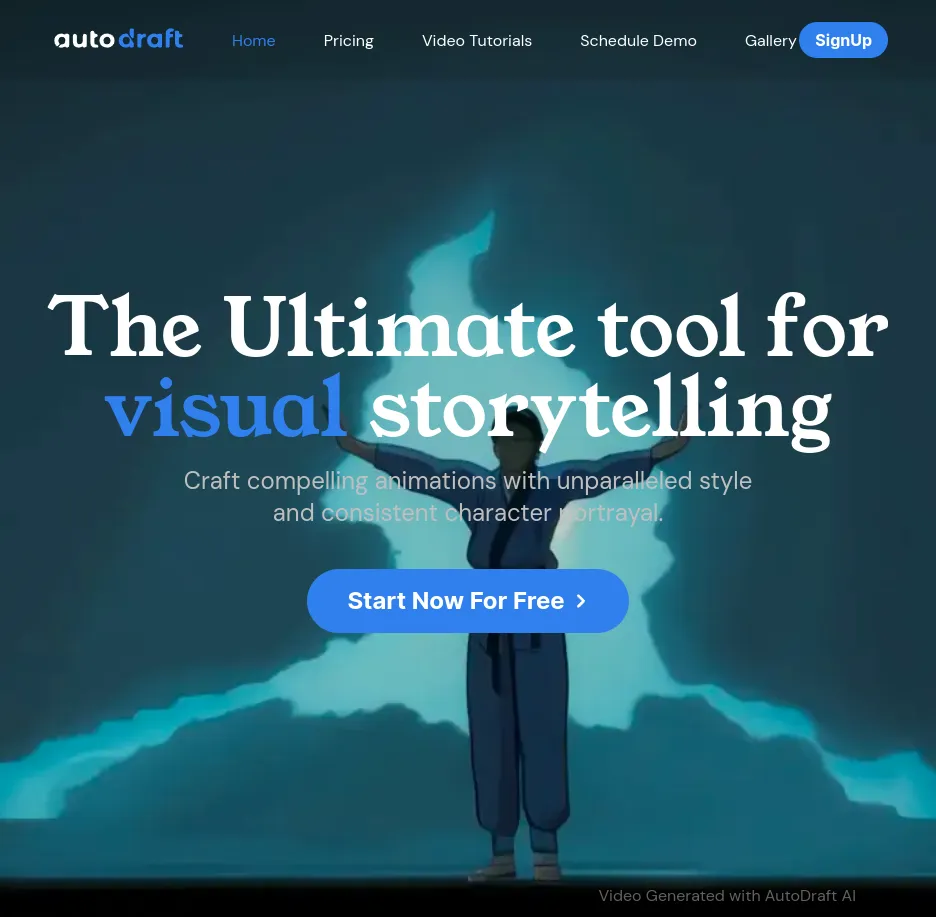 autodraft Home Pricing Video Tutorials Schedule Demo Gallery SignUp
The Ultimate tool for
visual storytelling
Craft compelling animations with unparalleled style
and consistent character portrayal.
Start Now For Free
Video Generated with AutoDraft AI